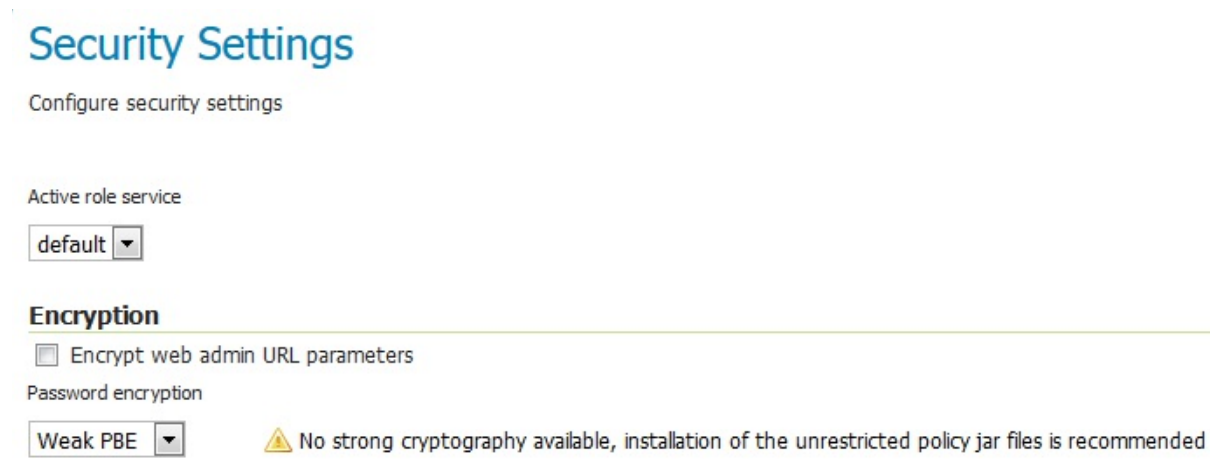 Security Settings
Configure security settings
Active role service
default
Encryption
Encrypt web admin URL parameters
Password encryption
Weak PBE
No strong cryptography available, installation of the unrestricted policy jar files is recommended